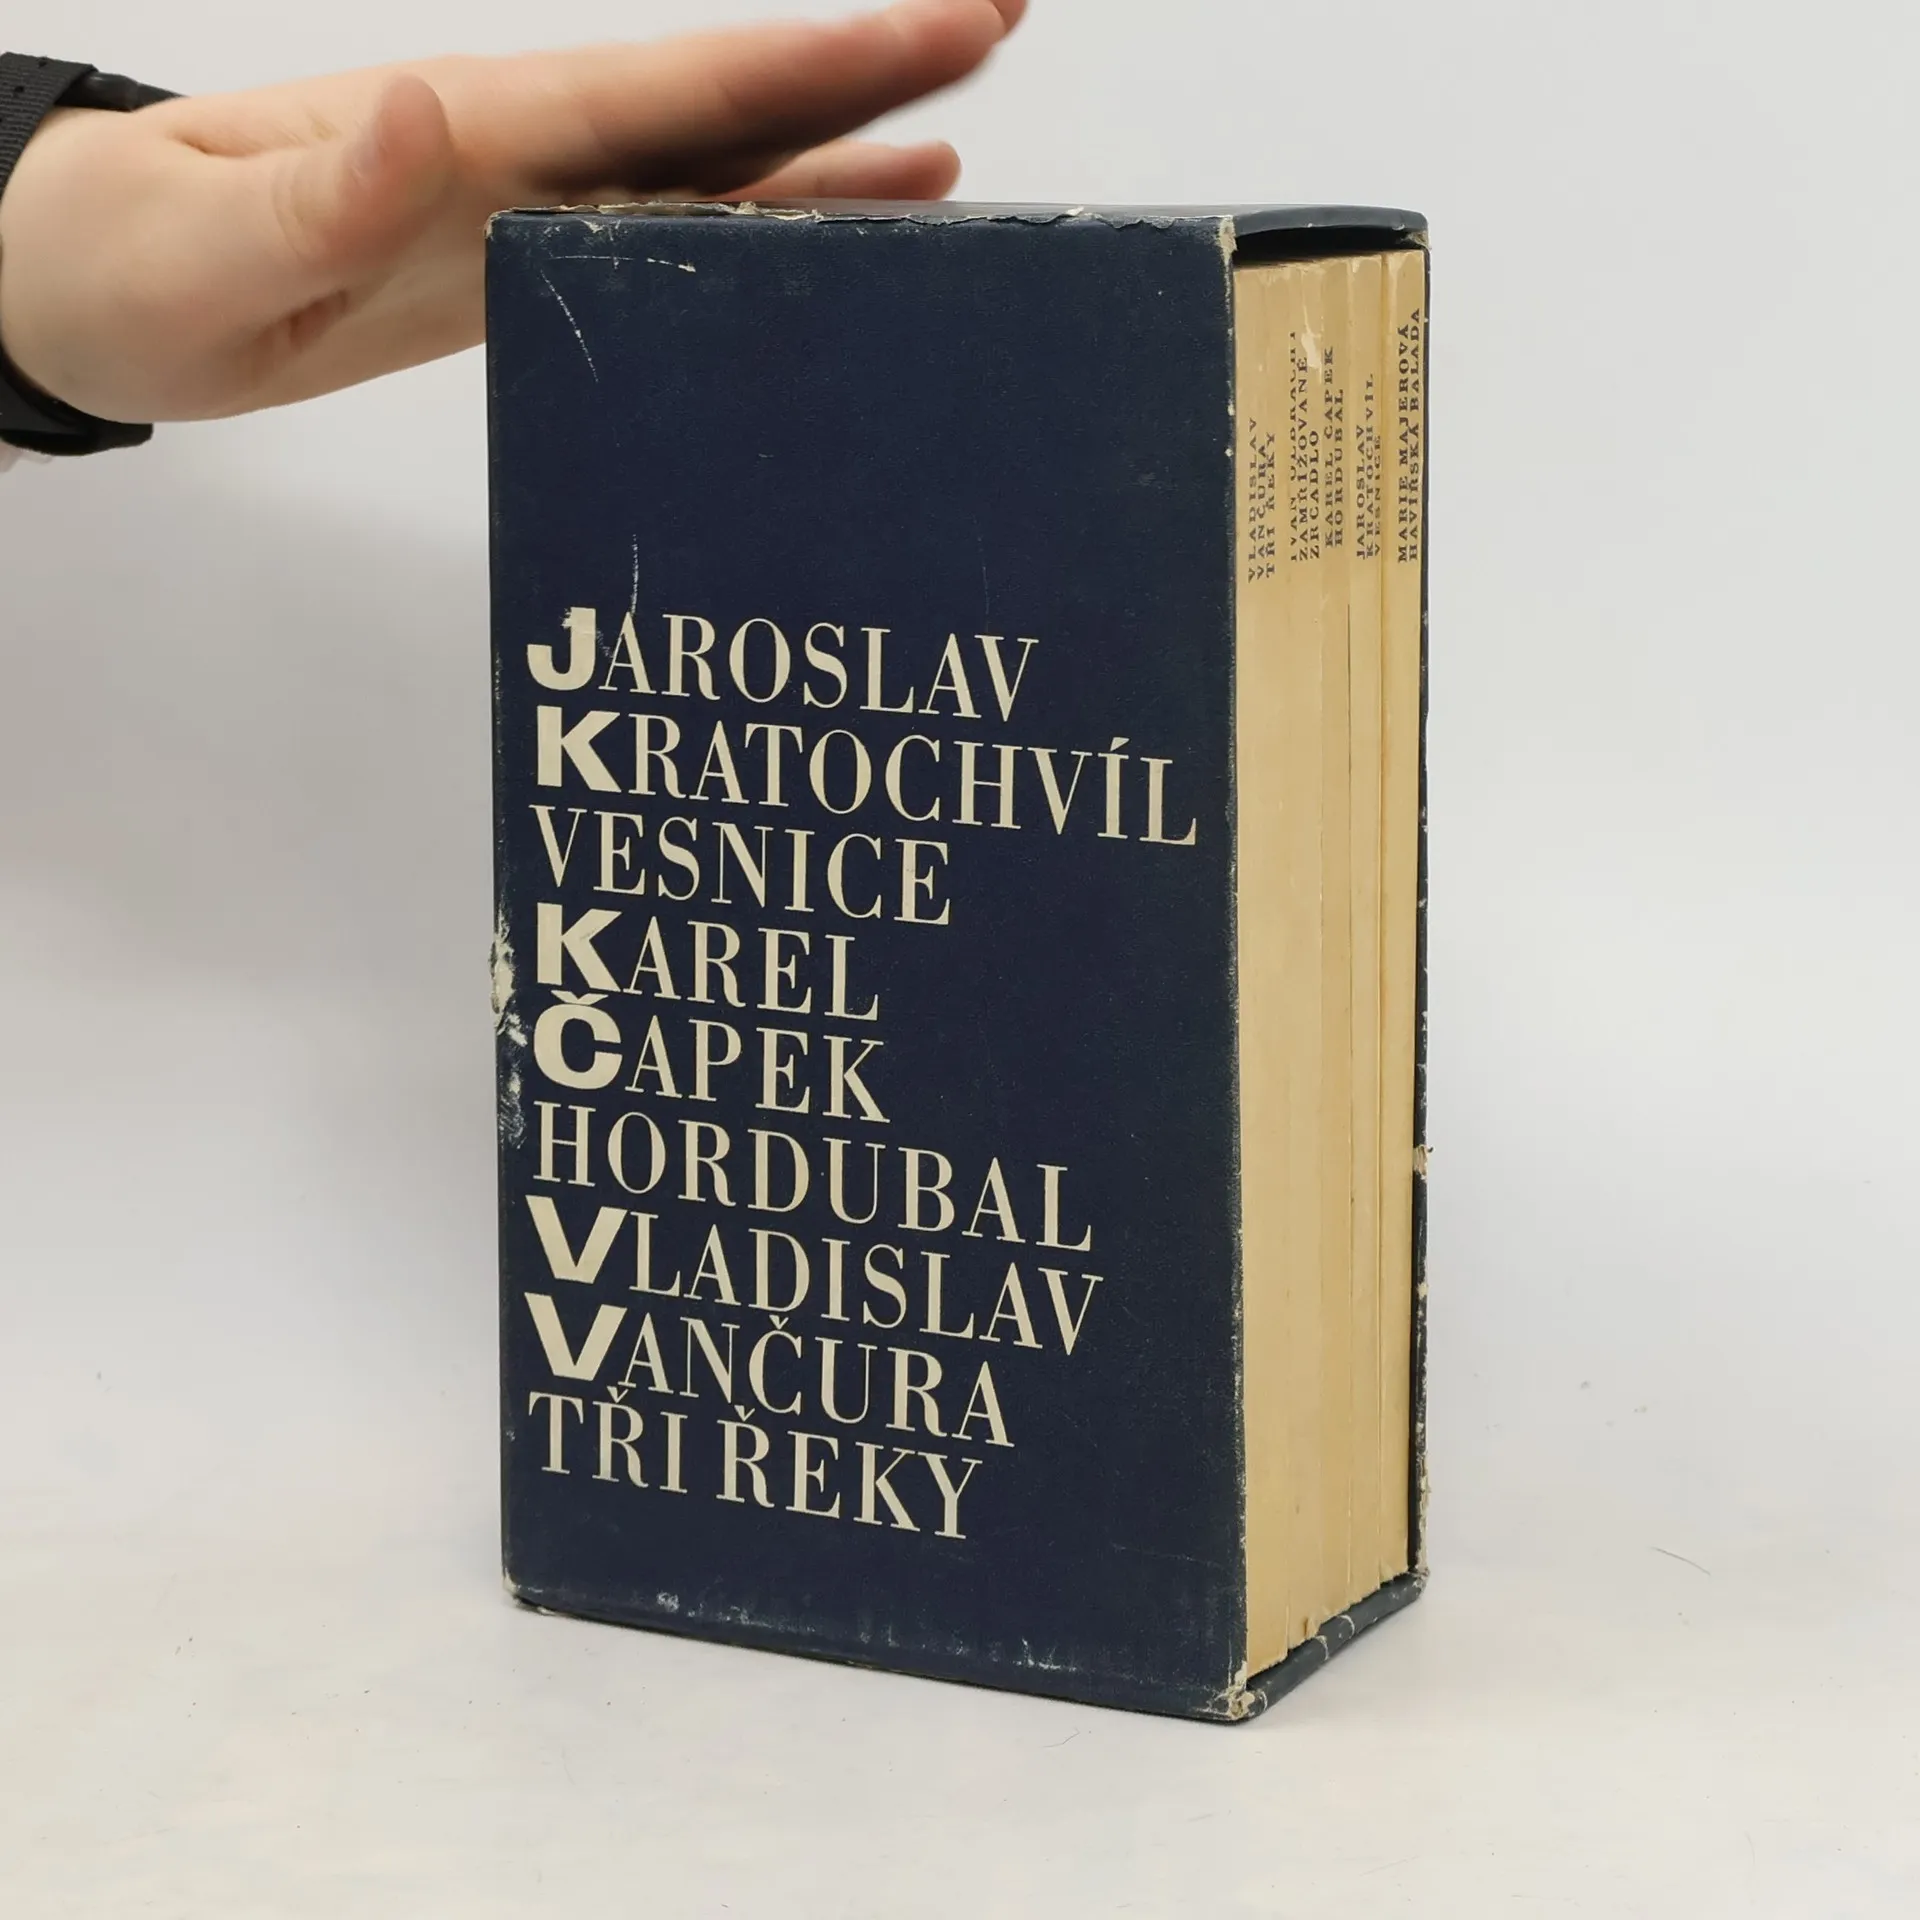 JAROSLAV
KRATOCHVÍL
VESNICE
KAREL
ČAPEK
HORDUBAL
VLADISLAV
VANČURA
TŘI ŘEKY
VLADISLAV
VANČURA
TŘI ŘEKY
IVAN OLBRACHT
ZAMŘÍŽOVANÉ
ZRCADLO
KAREL ČAPEK
HORDUBAL
JAROSLAV
KRATOCHVÍL
VESNICE
MARIE MAJEROVÁ
HAVÍŘSKÁ BALADA